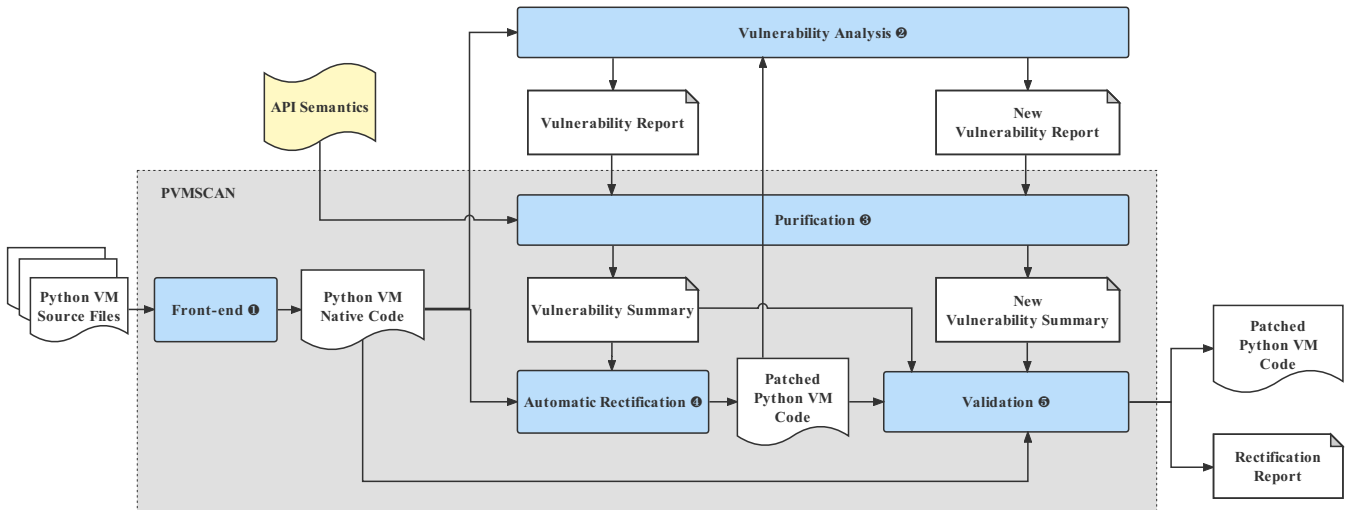 Vulnerability Analysis ❷
API Semantics
Vulnerability Report
New
Vulnerability Report
PVMSCAN
Purification ❸
Python VM
Source Files
Front-end ❶
Python VM
Native Code
Vulnerability Summary
New
Vulnerability Summary
Patched
Python VM
Code
Automatic Rectification ❹
Patched
Python VM
Code
Validation ❺
Rectification
Report